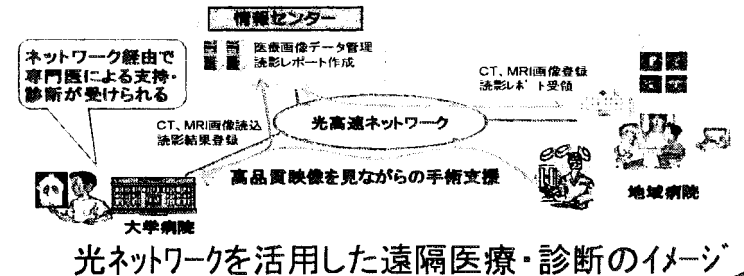 情報センター
医療画像データ管理
読影レポート作成
ネットワーク経由で
専門医による支持・
診断が受けられる
CT、MRI画像登録
読影レポート受領
光高速ネットワーク
CT、MRI画像読込
読影結果登録
高品質映像を見ながらの手術支援
大学病院
地域病院
光ネットワークを活用した遠隔医療・診断のイメージ